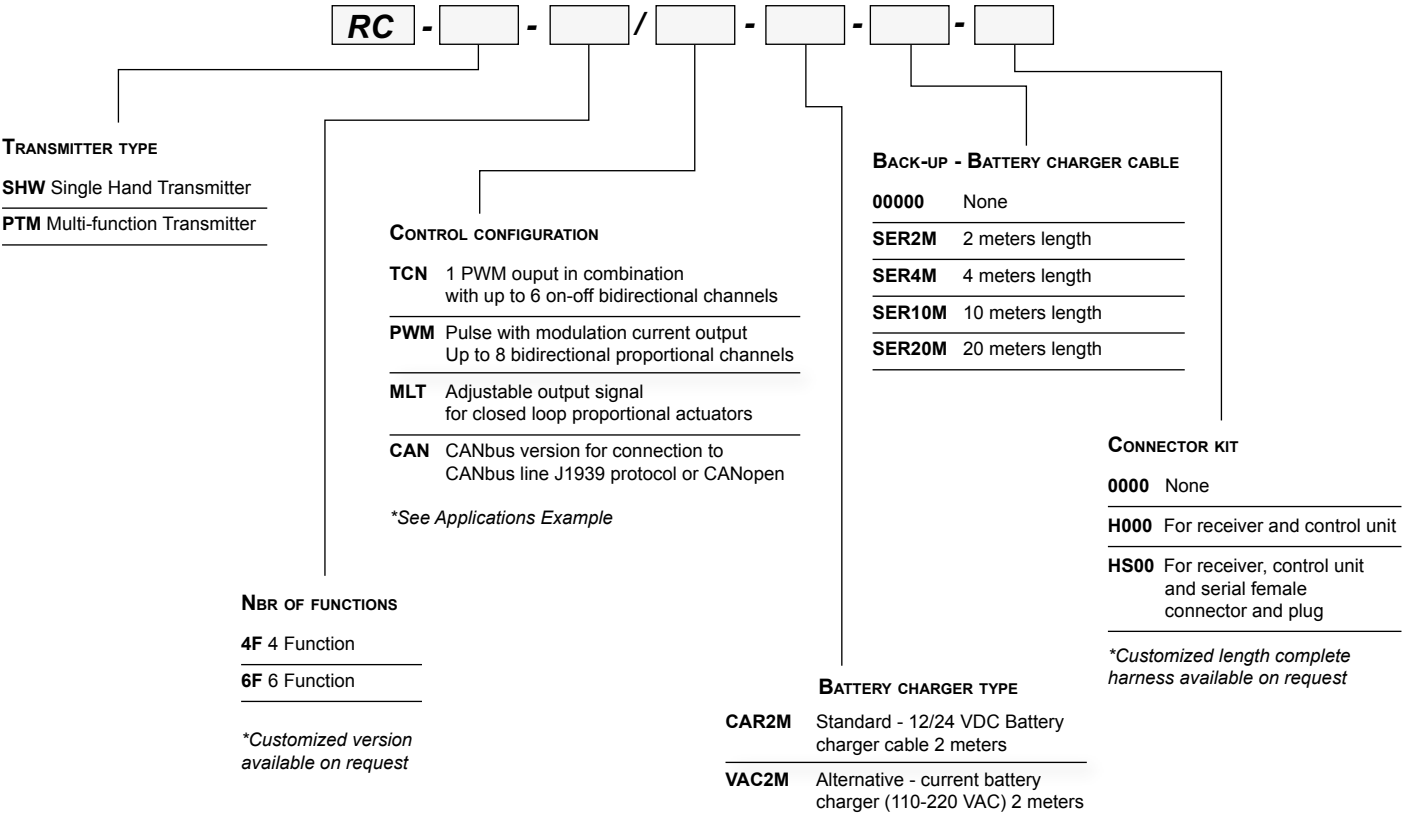 RC - - / - - -
TRANSMITTER TYPE
SHW Single Hand Transmitter
PTM Multi-function Transmitter
CONTROL CONFIGURATION
TCN 1 PWM ouput in combination
with up to 6 on-off bidirectional channels
PWM Pulse with modulation current output
Up to 8 bidirectional proportional channels
MLT Adjustable output signal
for closed loop proportional actuators
CAN CANbus version for connection to
CANbus line J1939 protocol or CANopen
*See Applications Example
BACK-UP - BATTERY CHARGER CABLE
00000 None
SER2M 2 meters length
SER4M 4 meters length
SER10M 10 meters length
SER20M 20 meters length
CONNECTOR KIT
0000 None
H000 For receiver and control unit
HS00 For receiver, control unit
and serial female
connector and plug
*Customized length complete
harness available on request
NBR OF FUNCTIONS
4F 4 Function
6F 6 Function
*Customized version
available on request
BATTERY CHARGER TYPE
CAR2M Standard - 12/24 VDC Battery
charger cable 2 meters
VAC2M Alternative - current battery
charger (110-220 VAC) 2 meters